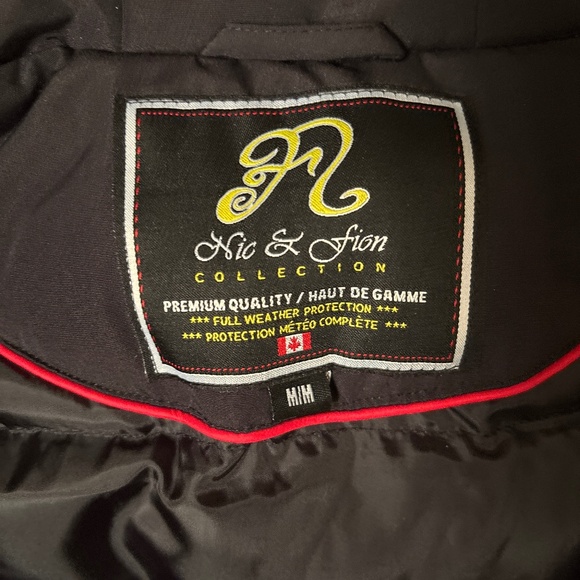 Nic & Fion
COLLECTION
PREMIUM QUALITY / HAUT DE GAMME
*** FULL WEATHER PROTECTION ***
*** PROTECTION MÉTÉO COMPLÈTE ***
M/M